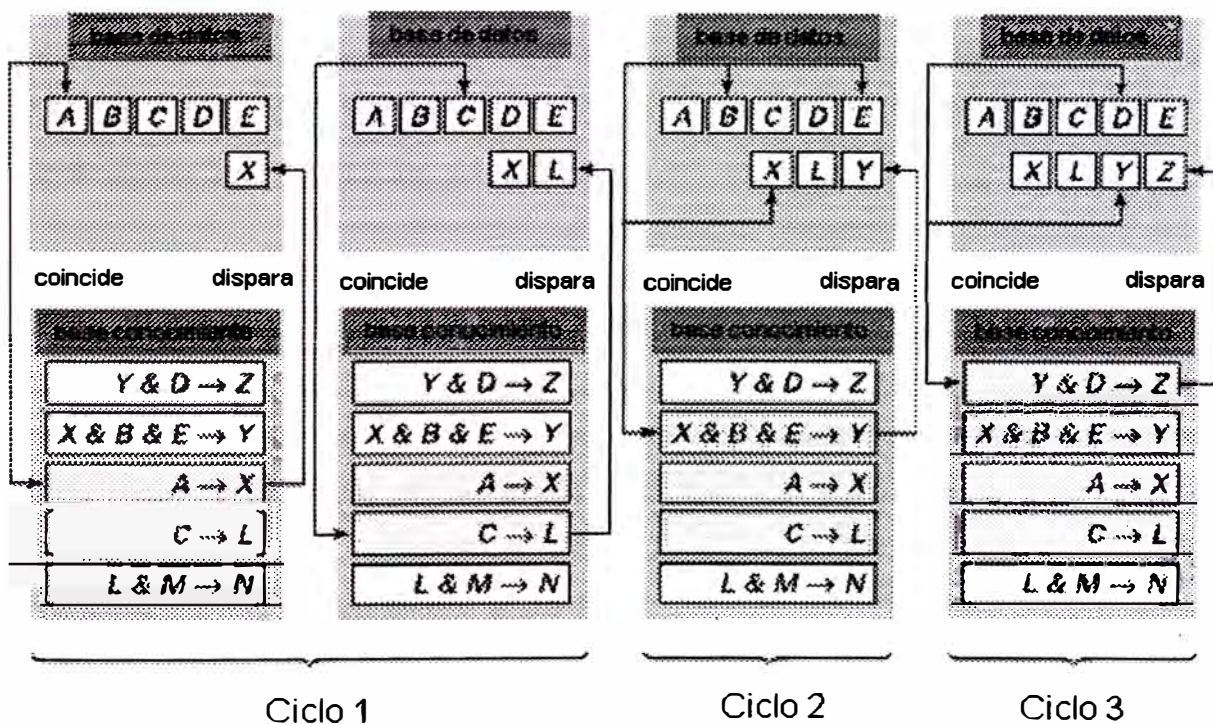 base de datos
A B C D E
X
coincide dispara
base conocimiento
Y & D → Z
X & B & E → Y
A → X
C → L
L & M → N
base de datos
A B C D E
X L
coincide dispara
base conocimiento
Y & D → Z
X & B & E → Y
A → X
C → L
L & M → N
Ciclo 1
base de datos
A B C D E
X L Y
coincide dispara
base conocimiento
Y & D → Z
X & B & E → Y
A → X
C → L
L & M → N
Ciclo 2
base de datos
A B C D E
X L Y Z
coincide dispara
base conocimiento
Y & D → Z
X & B & E → Y
A → X
C → L
L & M → N
Ciclo 3